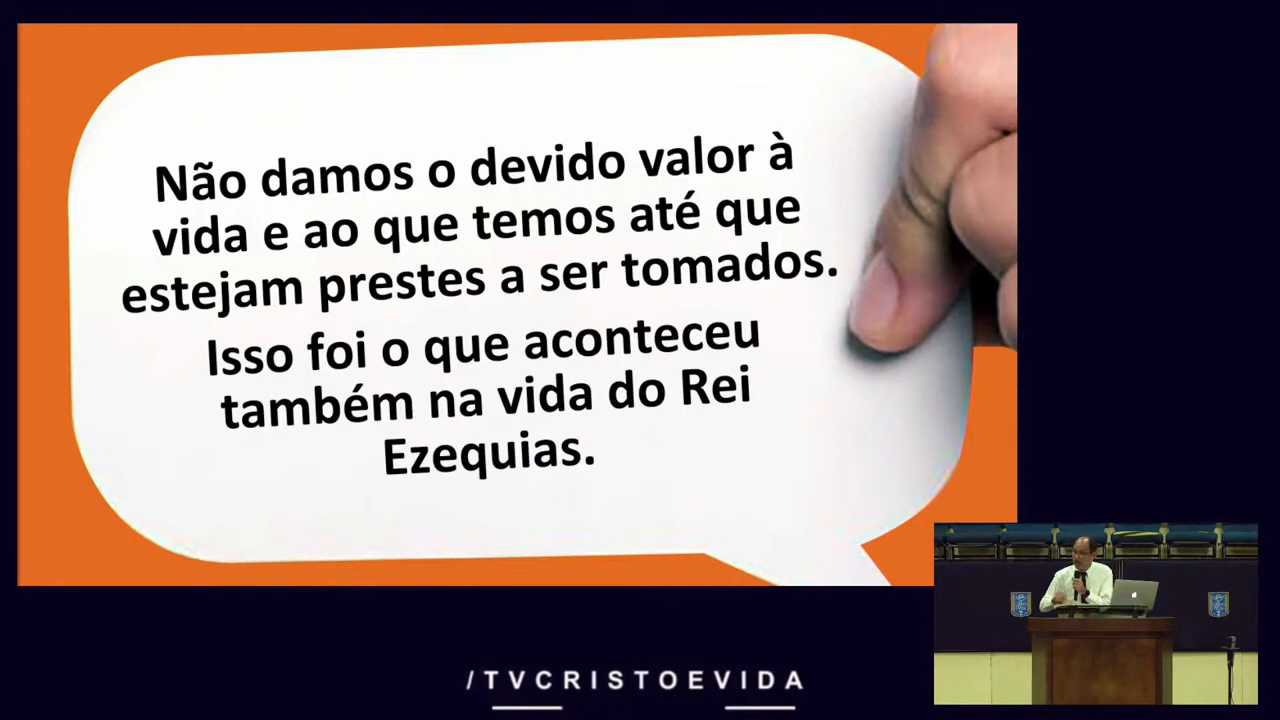 Não damos o devido valor à
vida e ao que temos até que
estejam prestes a ser tomados.
Isso foi o que aconteceu
também na vida do Rei
Ezequias.
/TVCRISTOEVIDA